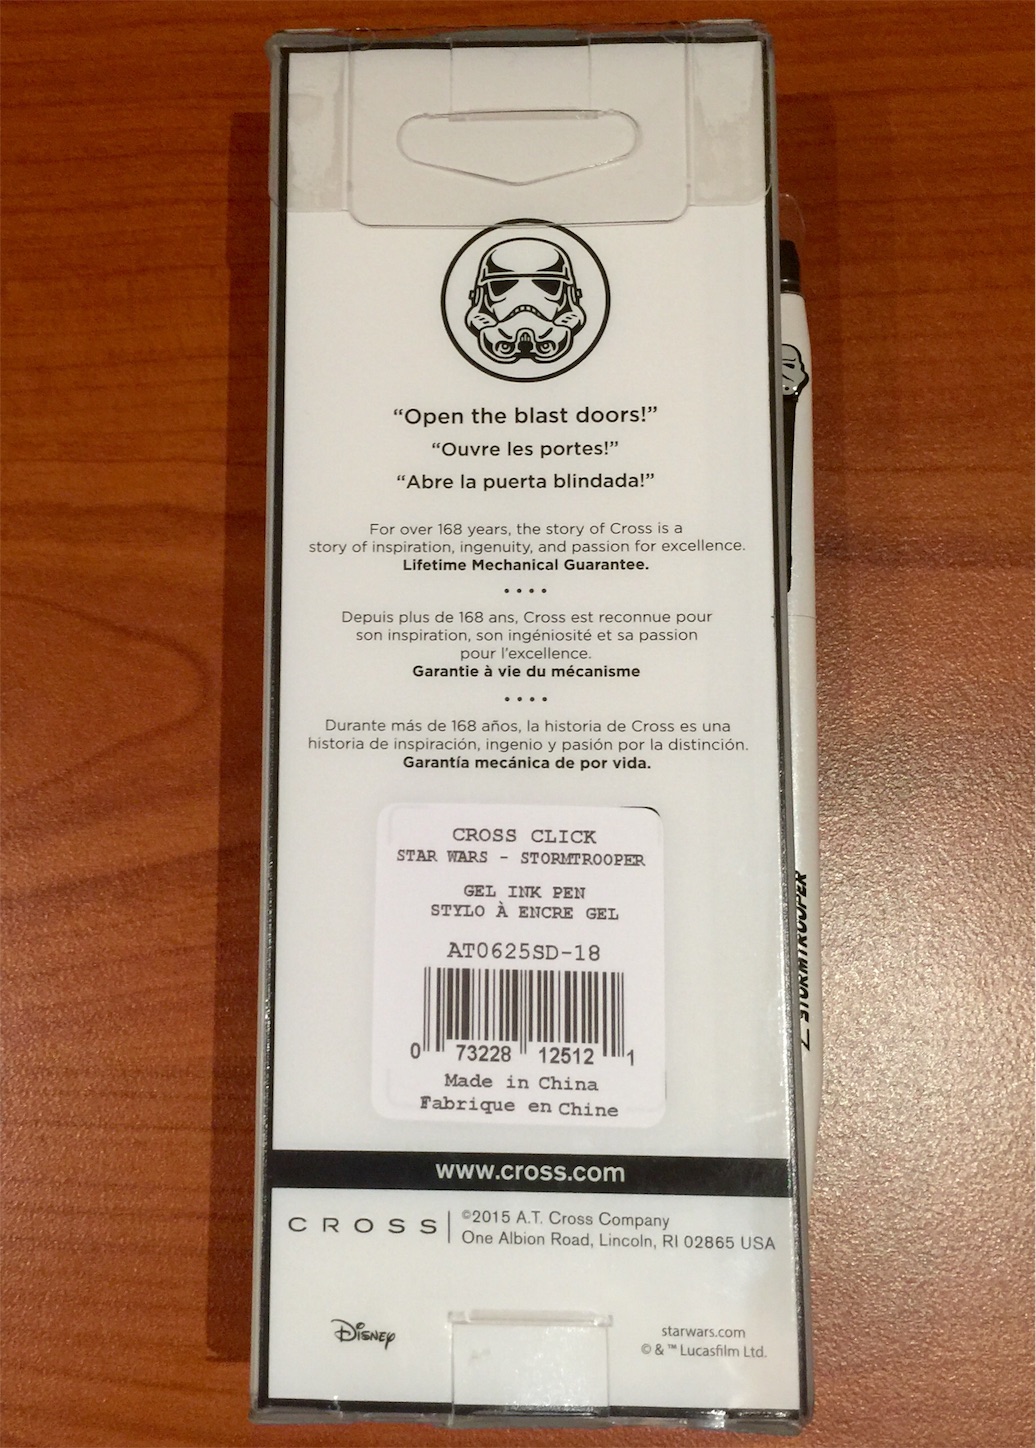 “Open the blast doors!”
“Ouvre les portes!”
“Abre la puerta blindada!”
For over 168 years, the story of Cross is a
story of inspiration, ingenuity, and passion for excellence.
Lifetime Mechanical Guarantee.
Depuis plus de 168 ans, Cross est reconnue pour
son inspiration, son ingéniosité et sa passion
pour l'excellence.
Garantie à vie du mécanisme
Durante más de 168 años, la historia de Cross es una
historia de inspiración, ingenio y pasión por la distinción.
Garantía mecánica de por vida.
CROSS CLICK
STAR WARS - STORMTROOPER
GEL INK PEN
STYLO À ENCRE GEL
AT0625SD-18
0 73228 12512 1
Made in China
Fabrique en Chine
www.cross.com
CROSS
©2015 A.T. Cross Company
One Albion Road, Lincoln, RI 02865 USA
Disney
starwars.com
© & ™ Lucasfilm Ltd.
STORMTROOPER